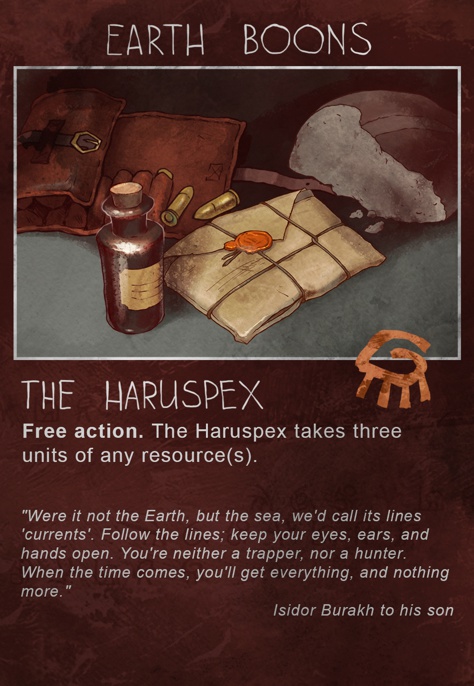 EARTH BOONS
THE HARUSPEX
Free action. The Haruspex takes three
units of any resource(s).
"Were it not the Earth, but the sea, we'd call its lines
'currents'. Follow the lines; keep your eyes, ears, and
hands open. You're neither a trapper, nor a hunter.
When the time comes, you'll get everything, and nothing
more."
Isidor Burakh to his son